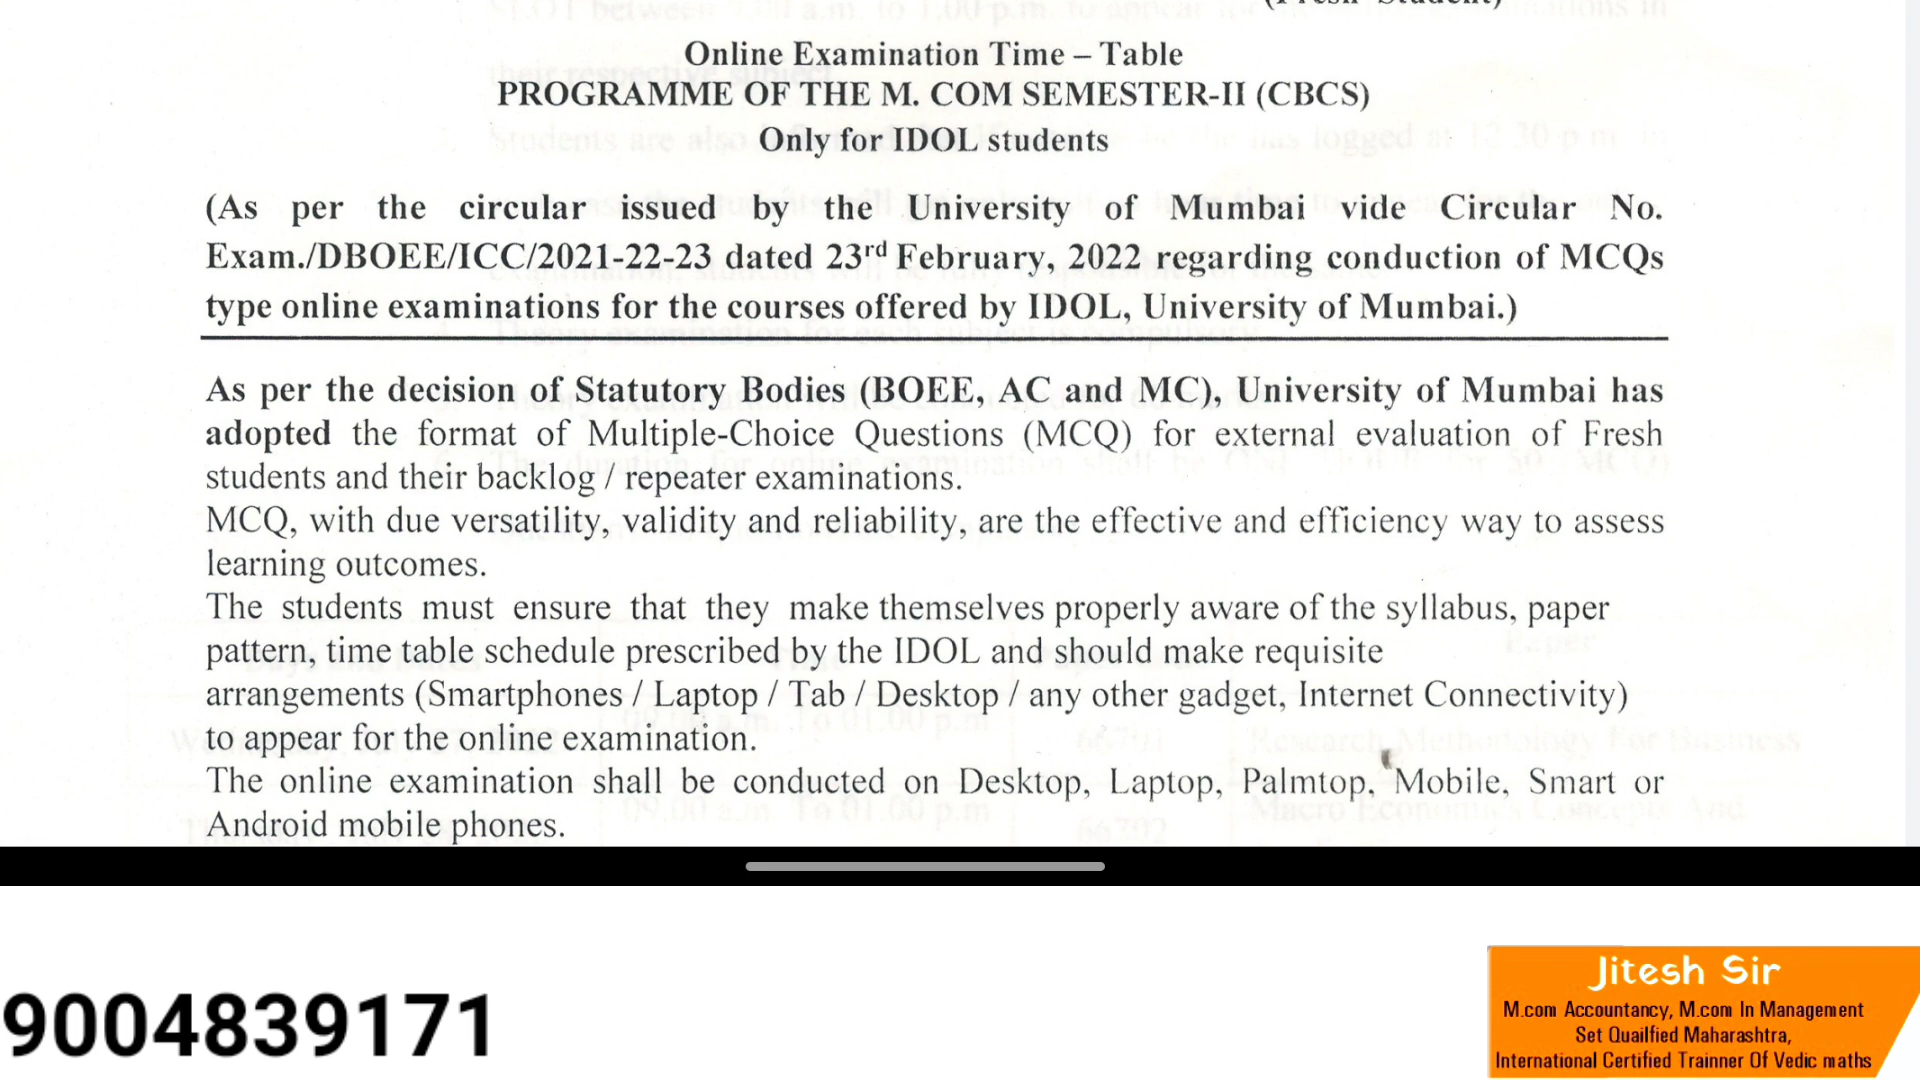 (Fresh Student)
Online Examination Time – Table
PROGRAMME OF THE M. COM SEMESTER-II (CBCS)
Only for IDOL students
(As per the circular issued by the University of Mumbai vide Circular No.
Exam./DBOEE/ICC/2021-22-23 dated 23rd February, 2022 regarding conduction of MCQs
type online examinations for the courses offered by IDOL, University of Mumbai.)
As per the decision of Statutory Bodies (BOEE, AC and MC), University of Mumbai has
adopted the format of Multiple-Choice Questions (MCQ) for external evaluation of Fresh
students and their backlog / repeater examinations.
MCQ, with due versatility, validity and reliability, are the effective and efficiency way to assess
learning outcomes.
The students must ensure that they make themselves properly aware of the syllabus, paper
pattern, time table schedule prescribed by the IDOL and should make requisite
arrangements (Smartphones / Laptop / Tab / Desktop / any other gadget, Internet Connectivity)
to appear for the online examination.
The online examination shall be conducted on Desktop, Laptop, Palmtop, Mobile, Smart or
Android mobile phones.
9004839171
Jitesh Sir
M.com Accountancy, M.com In Management
Set Quailfied Maharashtra,
International Certified Trainner Of Vedic maths